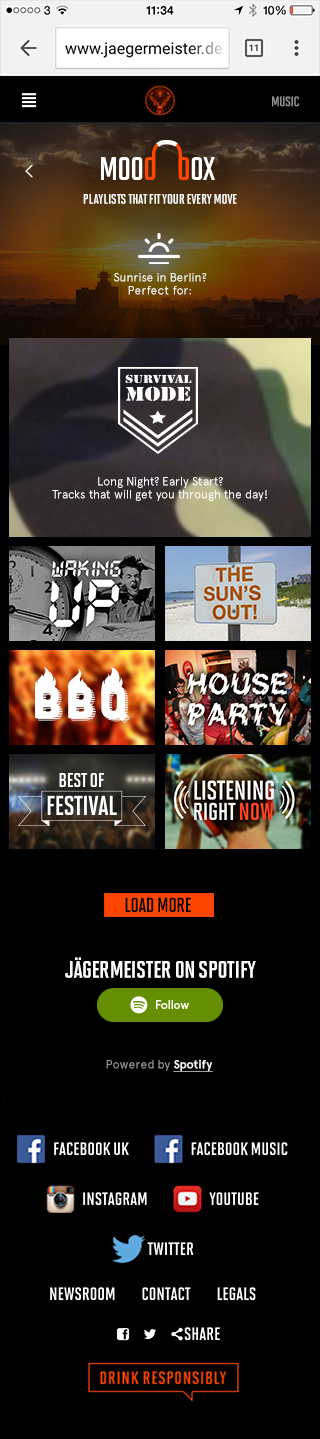 3 11:34 10%
www.jaegermeister.de
11
MUSIC
MOODBOX
PLAYLISTS THAT FIT YOUR EVERY MOVE
Sunrise in Berlin?
Perfect for:
SURVIVAL
MODE
Long Night? Early Start?
Tracks that will get you through the day!
WAKING
UP
THE
SUN'S
OUT!
BBQ
HOUSE
PARTY
BEST OF
FESTIVAL
LISTENING
RIGHT NOW
LOAD MORE
JÄGERMEISTER ON SPOTIFY
Follow
Powered by Spotify
FACEBOOK UK
FACEBOOK MUSIC
INSTAGRAM
YOUTUBE
TWITTER
NEWSROOM
CONTACT
LEGALS
SHARE
DRINK RESPONSIBLY